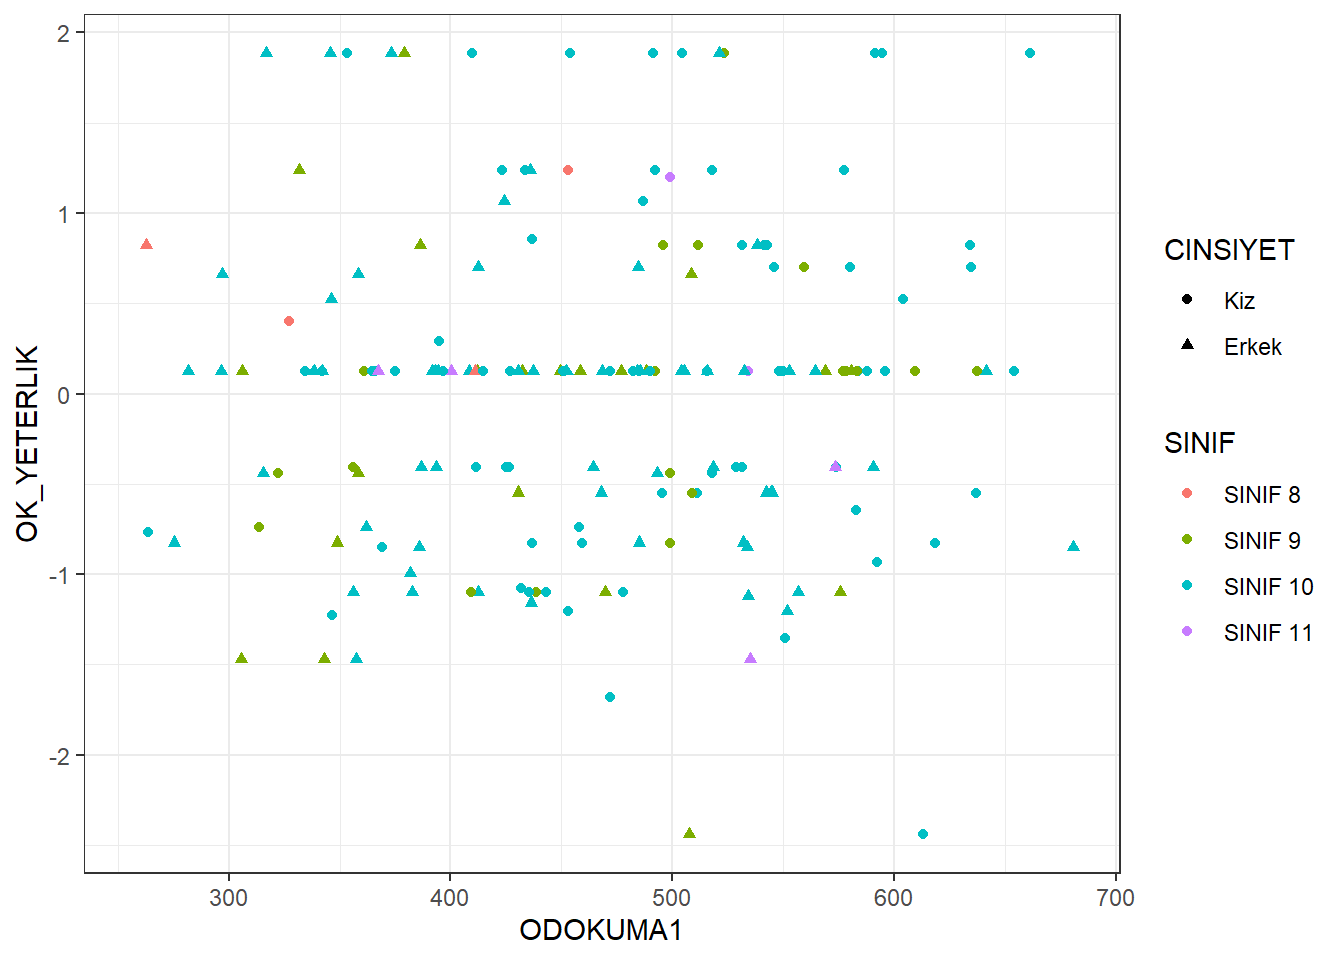 2
1
0
-1
-2
OK_YETERLIK
300
400
500
600
700
ODOKUMA1
CINSIYET
Kiz
Erkek
SINIF
SINIF 8
SINIF 9
SINIF 10
SINIF 11